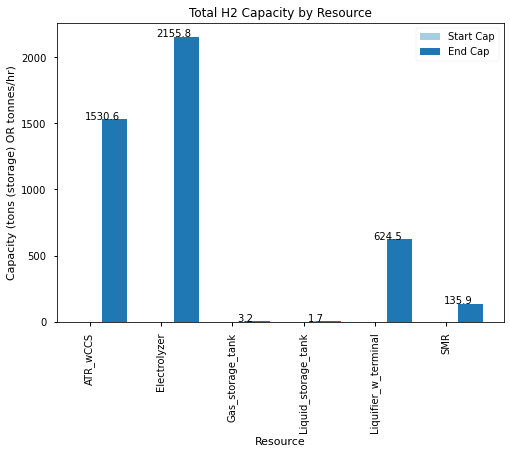 Total H2 Capacity by Resource
Start Cap
End Cap
Capacity (tons (storage) OR tonnes/hr)
2000
1500
1000
500
0
1530.6
2155.8
3.2
1.7
624.5
135.9
ATR_wCCS
Electrolyzer
Gas_storage_tank
Liquid_storage_tank
Liquifier_w_terminal
SMR
Resource